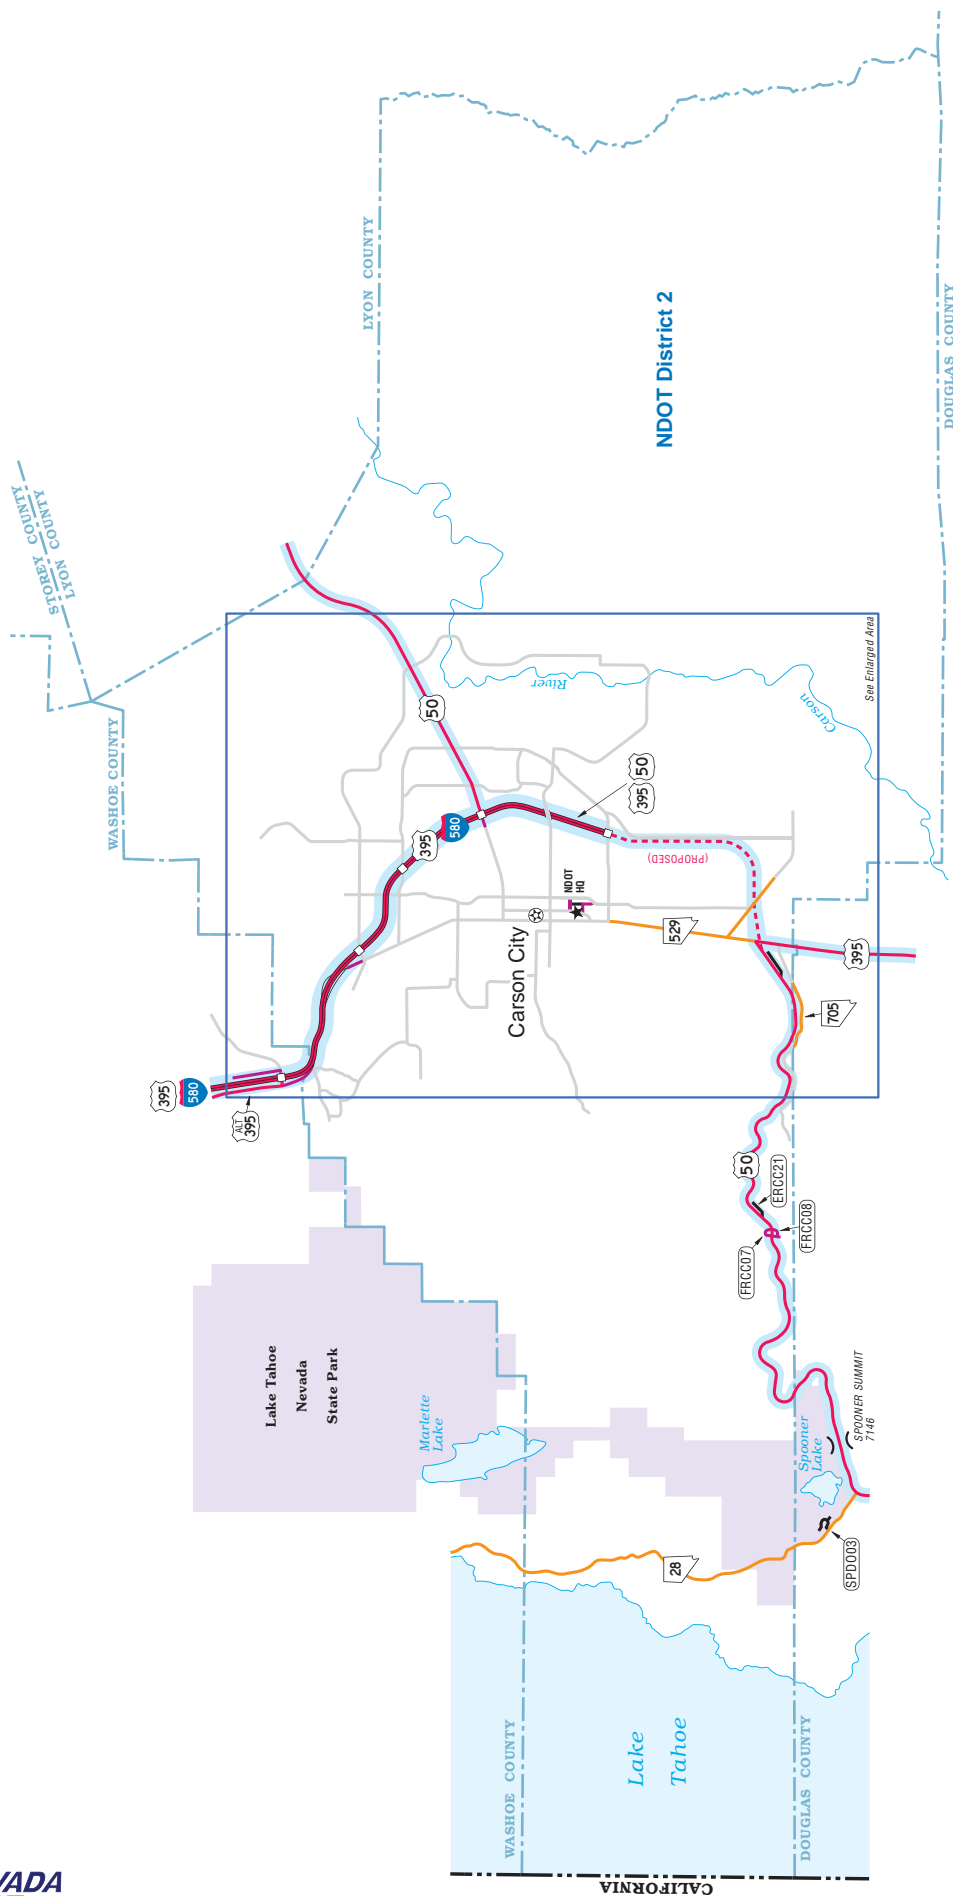 STOREY COUNTY
LYON COUNTY
WASHOE COUNTY
LYON COUNTY
DOUGLAS COUNTY
NDOT District 2
See Enlarged Area
50
River
Carson
50
395
395
580
(PROPOSED)
NDOT
HQ
Carson City
529
395
705
395
580
ALT
395
50
ERCC21
FRCC07
FRCC08
Lake Tahoe
Nevada
State Park
Marlette
Lake
Spooner
Lake
SPOONER SUMMIT
7146
SPDO03
28
Lake
Tahoe
WASHOE COUNTY
DOUGLAS COUNTY
CALIFORNIA
VADA